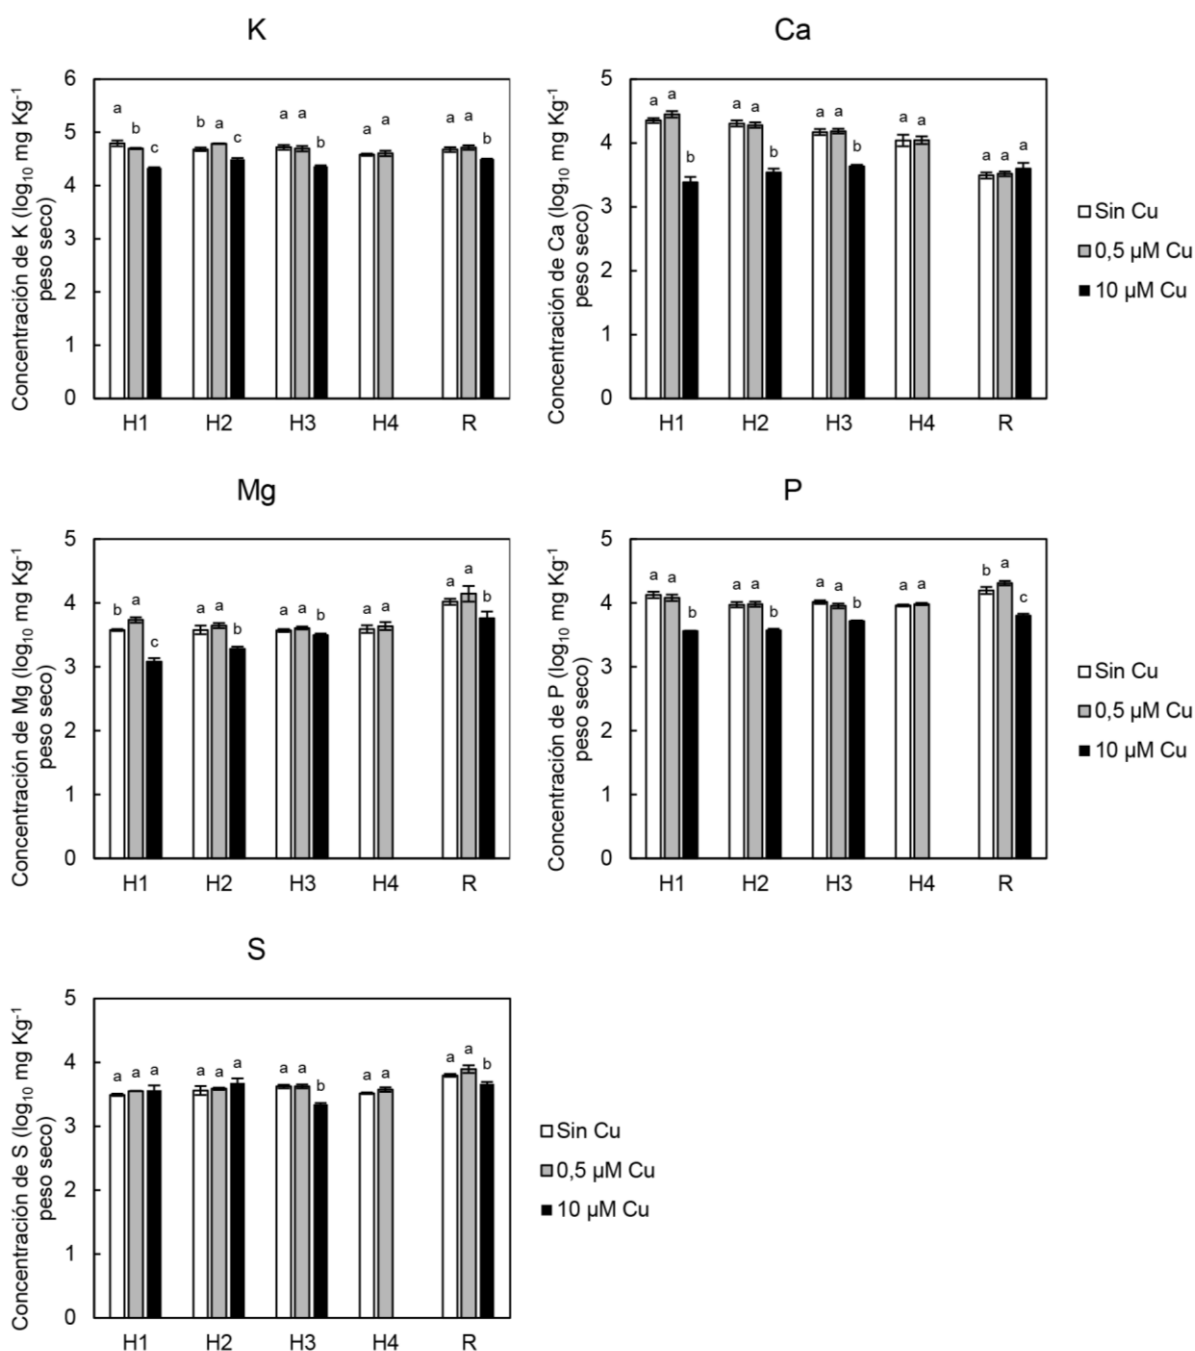 K
Concentración de K (log₁₀ mg Kg⁻¹
peso seco)
6
5
4
3
2
1
0
a b c
b a c
a a b
a a
a a b
H1 H2 H3 H4 R
Ca
Concentración de Ca (log₁₀ mg Kg⁻¹
peso seco)
5
4
3
2
1
0
a a b
a a b
a a b
a a
a a a
H1 H2 H3 H4 R
Sin Cu
0,5 µM Cu
10 µM Cu
Mg
Concentración de Mg (log₁₀ mg Kg⁻¹
peso seco)
5
4
3
2
1
0
b a c
a a b
a a b
a a
a a b
H1 H2 H3 H4 R
P
Concentración de P (log₁₀ mg Kg⁻¹
peso seco)
5
4
3
2
1
0
a a b
a a b
a a b
a a
b a c
H1 H2 H3 H4 R
Sin Cu
0,5 µM Cu
10 µM Cu
S
Concentración de S (log₁₀ mg Kg⁻¹
peso seco)
5
4
3
2
1
0
a a a
a a a
a a b
a a
a a b
H1 H2 H3 H4 R
Sin Cu
0,5 µM Cu
10 µM Cu